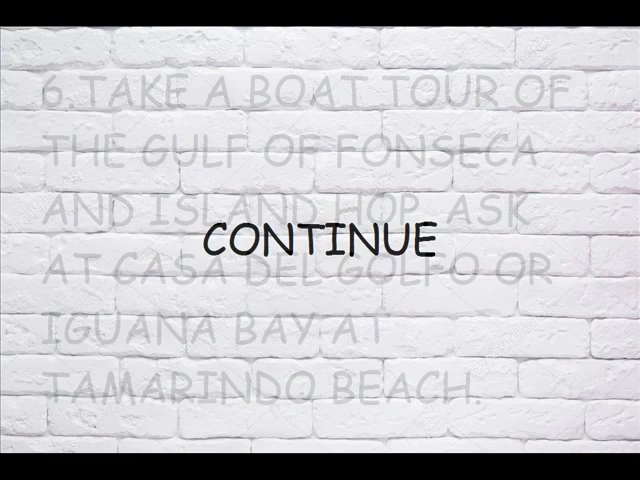 6.TAKE A BOAT TOUR OF
THE GULF OF FONSECA
AND ISLAND HOP. ASK
CONTINUE
AT CASA DEL GOLFO OR
IGUANA BAY AT
TAMARINDO BEACH.